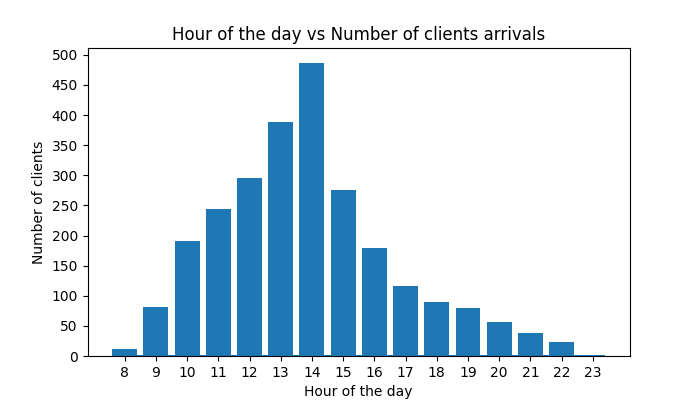 Hour of the day vs Number of clients arrivals
500
450
400
350
300
250
200
150
100
50
0
Number of clients
8 9 10 11 12 13 14 15 16 17 18 19 20 21 22 23
Hour of the day